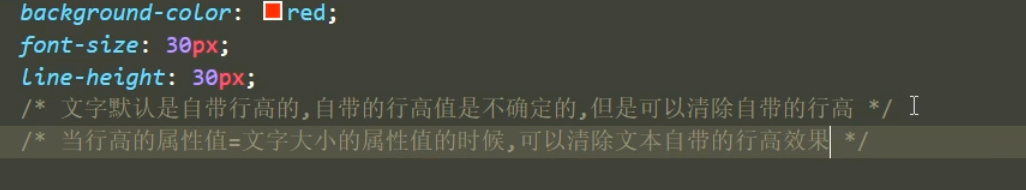 background-color: red;
font-size: 30px;
line-height: 30px;
/* 文字默认是自带行高的,自带的行高值是不确定的,但是可以清除自带的行高 */
/* 当行高的属性值=文字大小的属性值的时候,可以清除文本自带的行高效果 */